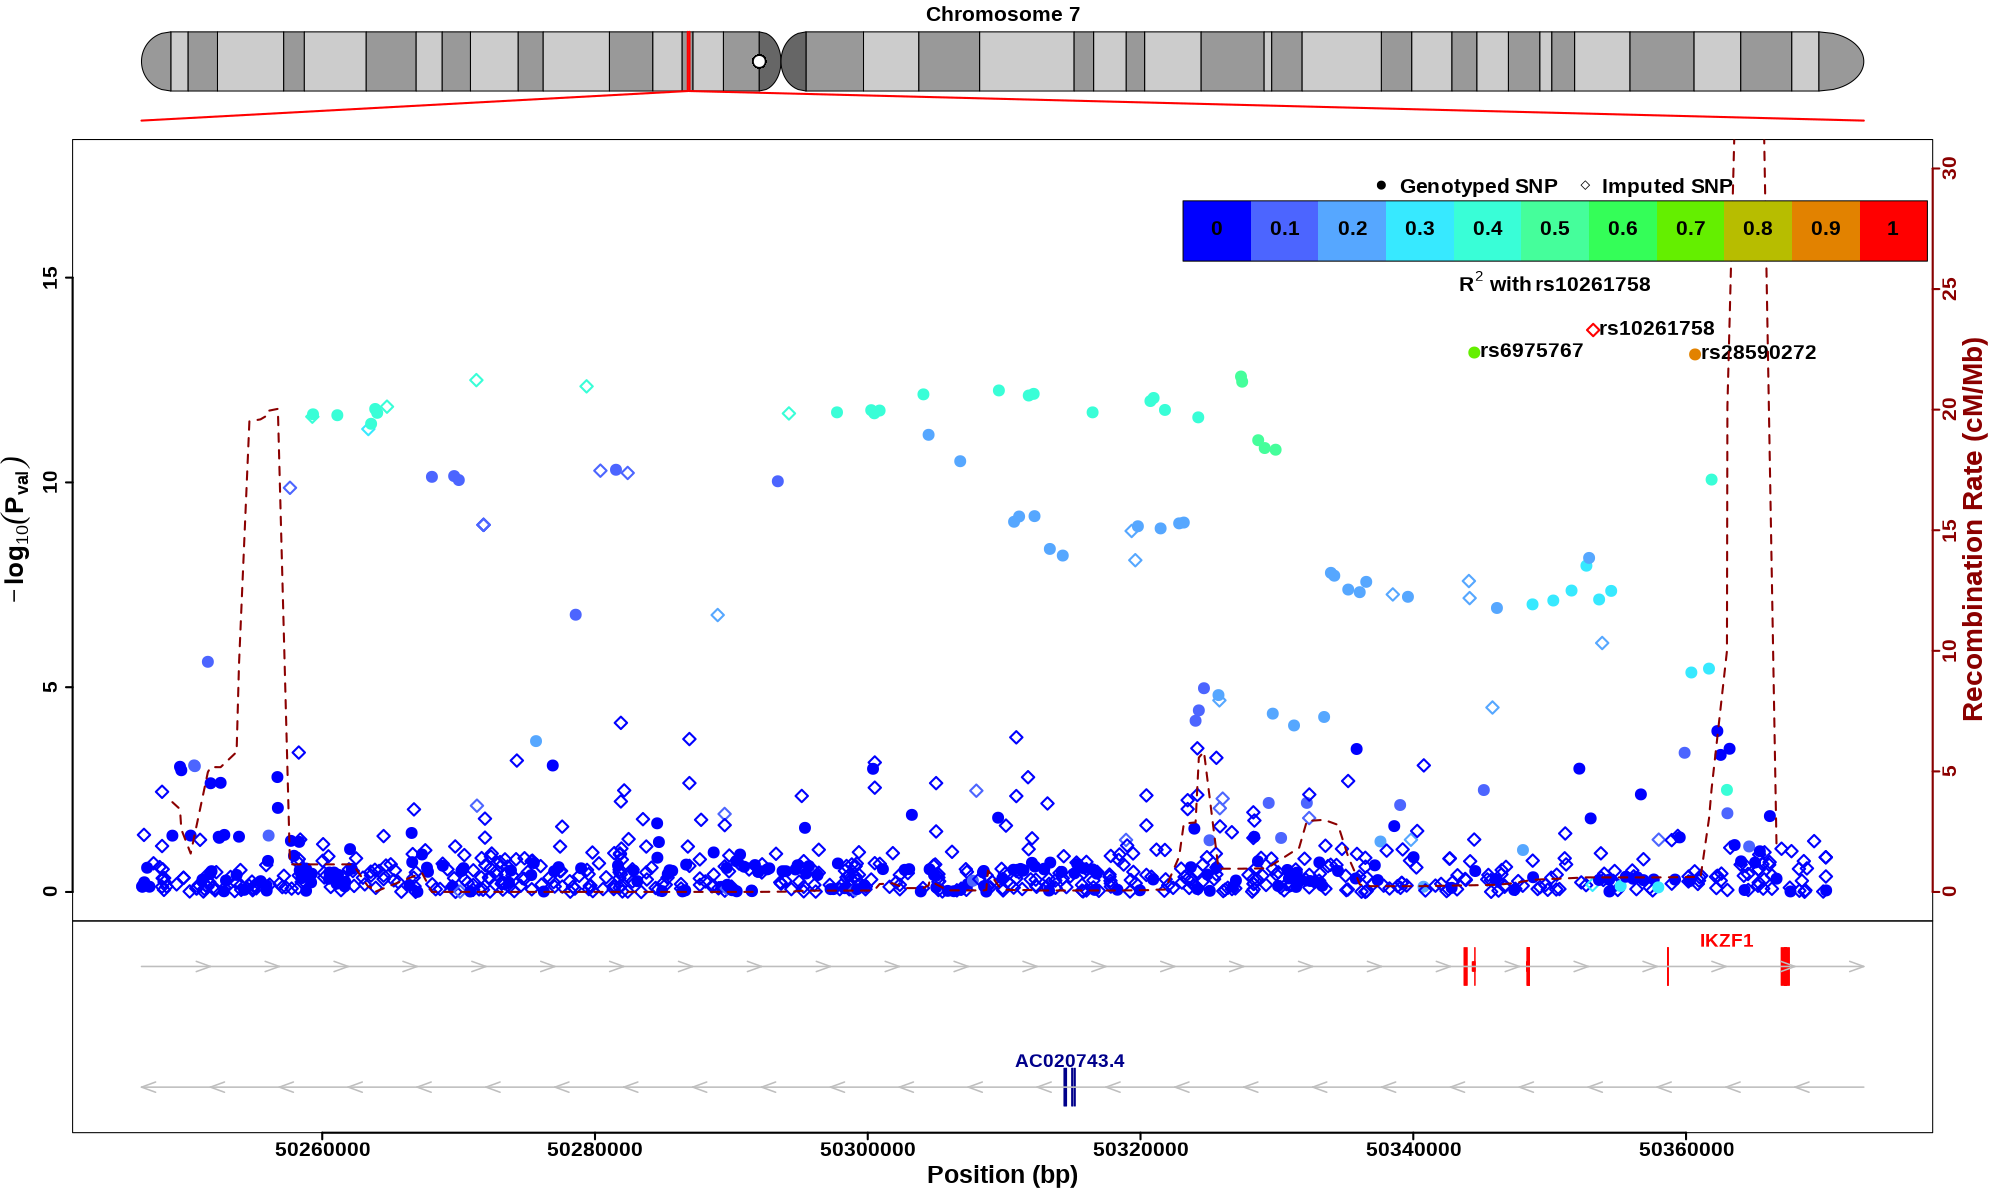 Chromosome 7
Genotyped SNP Imputed SNP
0 0.1 0.2 0.3 0.4 0.5 0.6 0.7 0.8 0.9 1
R² with rs10261758
rs10261758
rs6975767
rs28590272
15
10
5
0
−log₁₀(Pval)
30
25
20
15
10
5
0
Recombination Rate (cM/Mb)
IKZF1
AC020743.4
50260000 50280000 50300000 50320000 50340000 50360000
Position (bp)